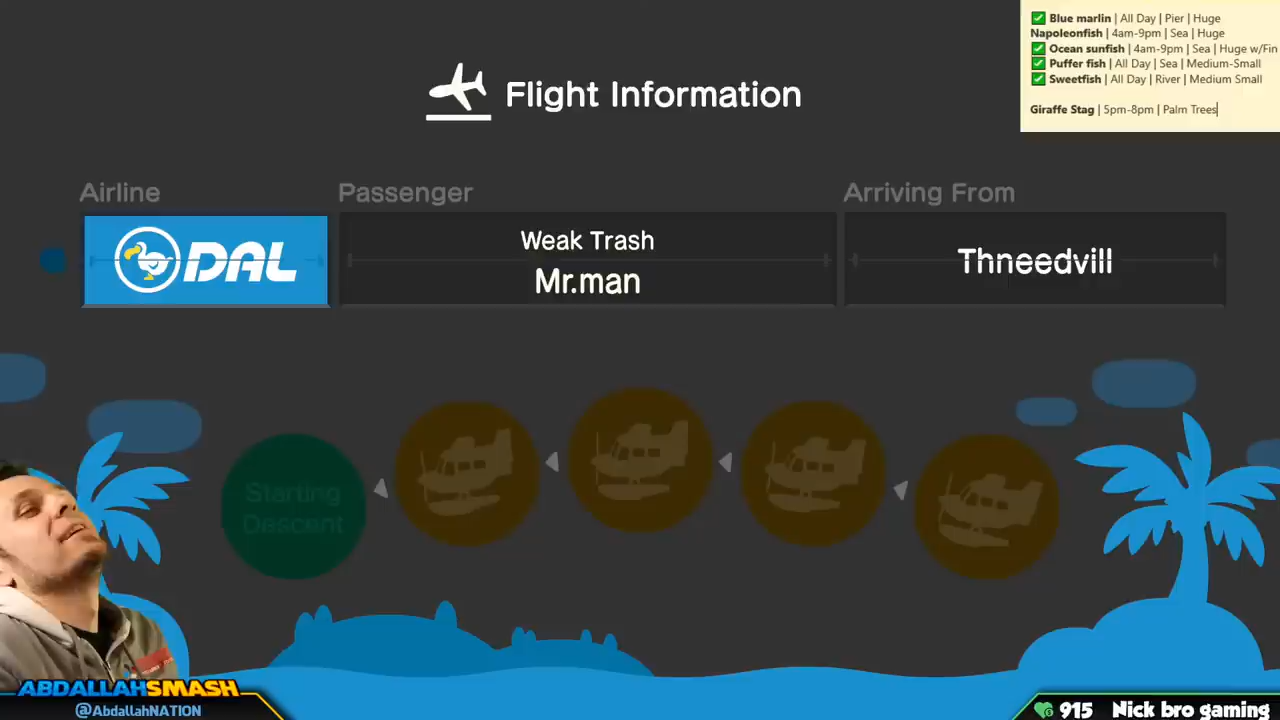 ✅ Blue marlin | All Day | Pier | Huge
Napoleonfish | 4am-9pm | Sea | Huge
✅ Ocean sunfish | 4am-9pm | Sea | Huge w/Fin
✅ Puffer fish | All Day | Sea | Medium-Small
✅ Sweetfish | All Day | River | Medium Small
Giraffe Stag | 5pm-8pm | Palm Trees
Flight Information
Airline
Passenger
Arriving From
DAL
Weak Trash
Mr.man
Thneedvill
Starting
Descent
ABDALLAHSMASH
@AbdallahNATION
915 Nick bro gaming